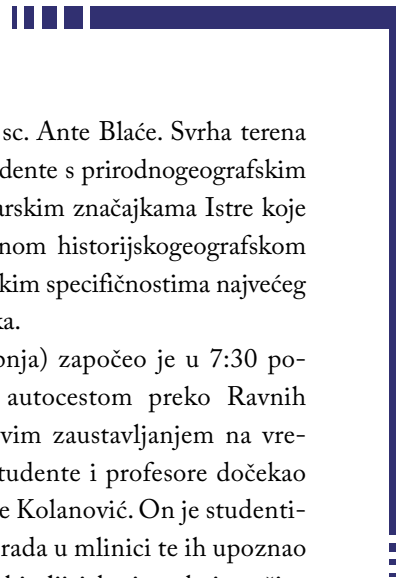 sc. Ante Blaće. Svrha terena
dente s prirodnogeografskim
arskim značajkama Istre koje
nom historijskogeografskom
kim specifičnostima najvećeg
ka.
pnja) započeo je u 7:30 po-
autocestom preko Ravnih
vim zaustavljanjem na vre-
tudente i profesore dočekao
e Kolanović. On je studenti-
rada u mlinici te ih upoznao